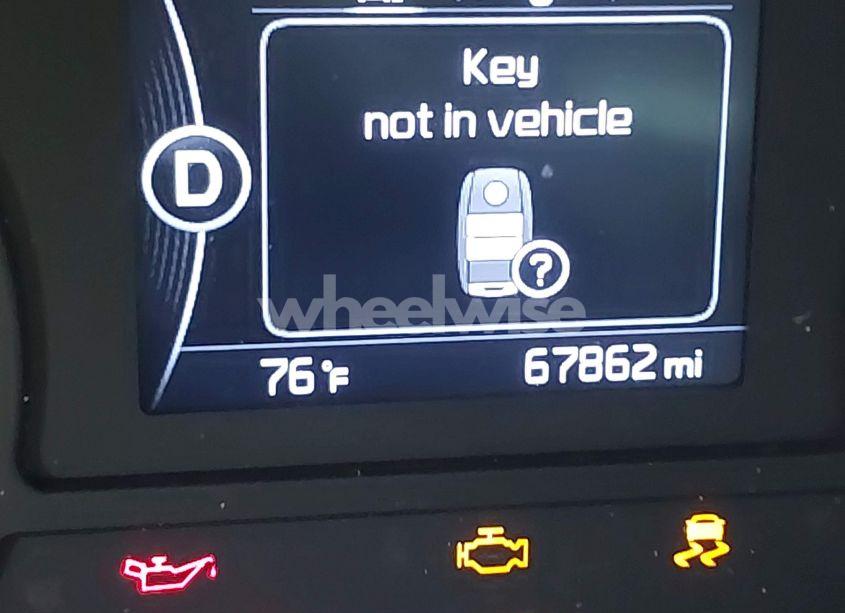 Key
not in vehicle
D
?
wheelwise
76°F
67862 mi